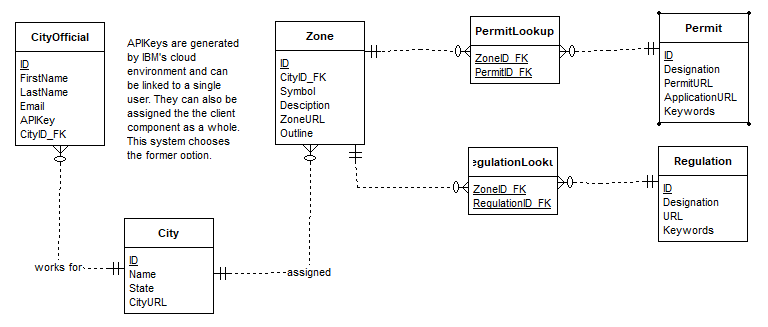 CityOfficial
ID
FirstName
LastName
Email
APIKey
CityID_FK
APIKeys are generated
by IBM's cloud
environment and can
be linked to a single
user. They can also be
assigned the the client
component as a whole.
This system chooses
the former option.
Zone
ID
CityID_FK
Symbol
Desciption
ZoneURL
Outline
PermitLookup
ZoneID_FK
PermitID_FK
Permit
ID
Designation
PermitURL
ApplicationURL
Keywords
egulationLooku
ZoneID_FK
RegulationID_FK
Regulation
ID
Designation
URL
Keywords
City
ID
Name
State
CityURL
works for
assigned